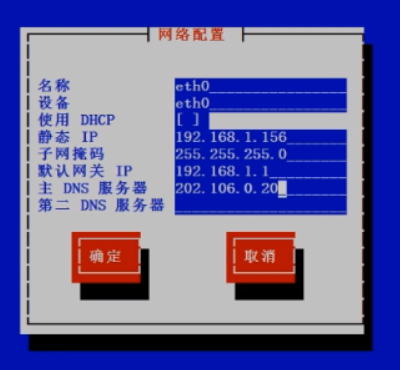 网络配置
名称 eth0
设备 eth0
使用 DHCP [ ]
静态 IP 192.168.1.156
子网掩码 255.255.255.0
默认网关 IP 192.168.1.1
主 DNS 服务器 202.106.0.20
第二 DNS 服务器
确定 取消